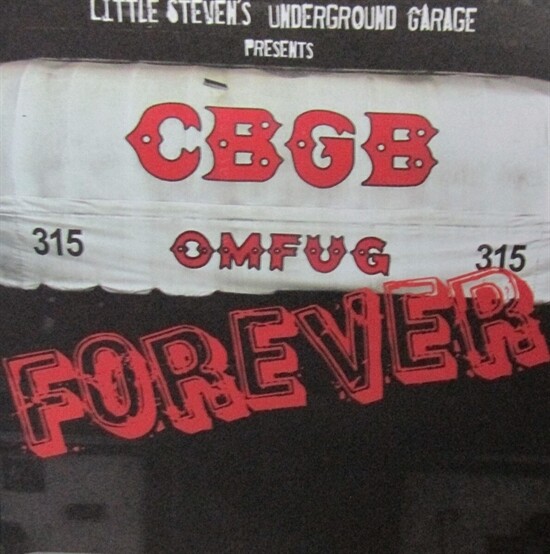 LITTLE STEVEN'S UNDERGROUND GARAGE
PRESENTS
CBGB
315 OMFUG 315
FOREVER